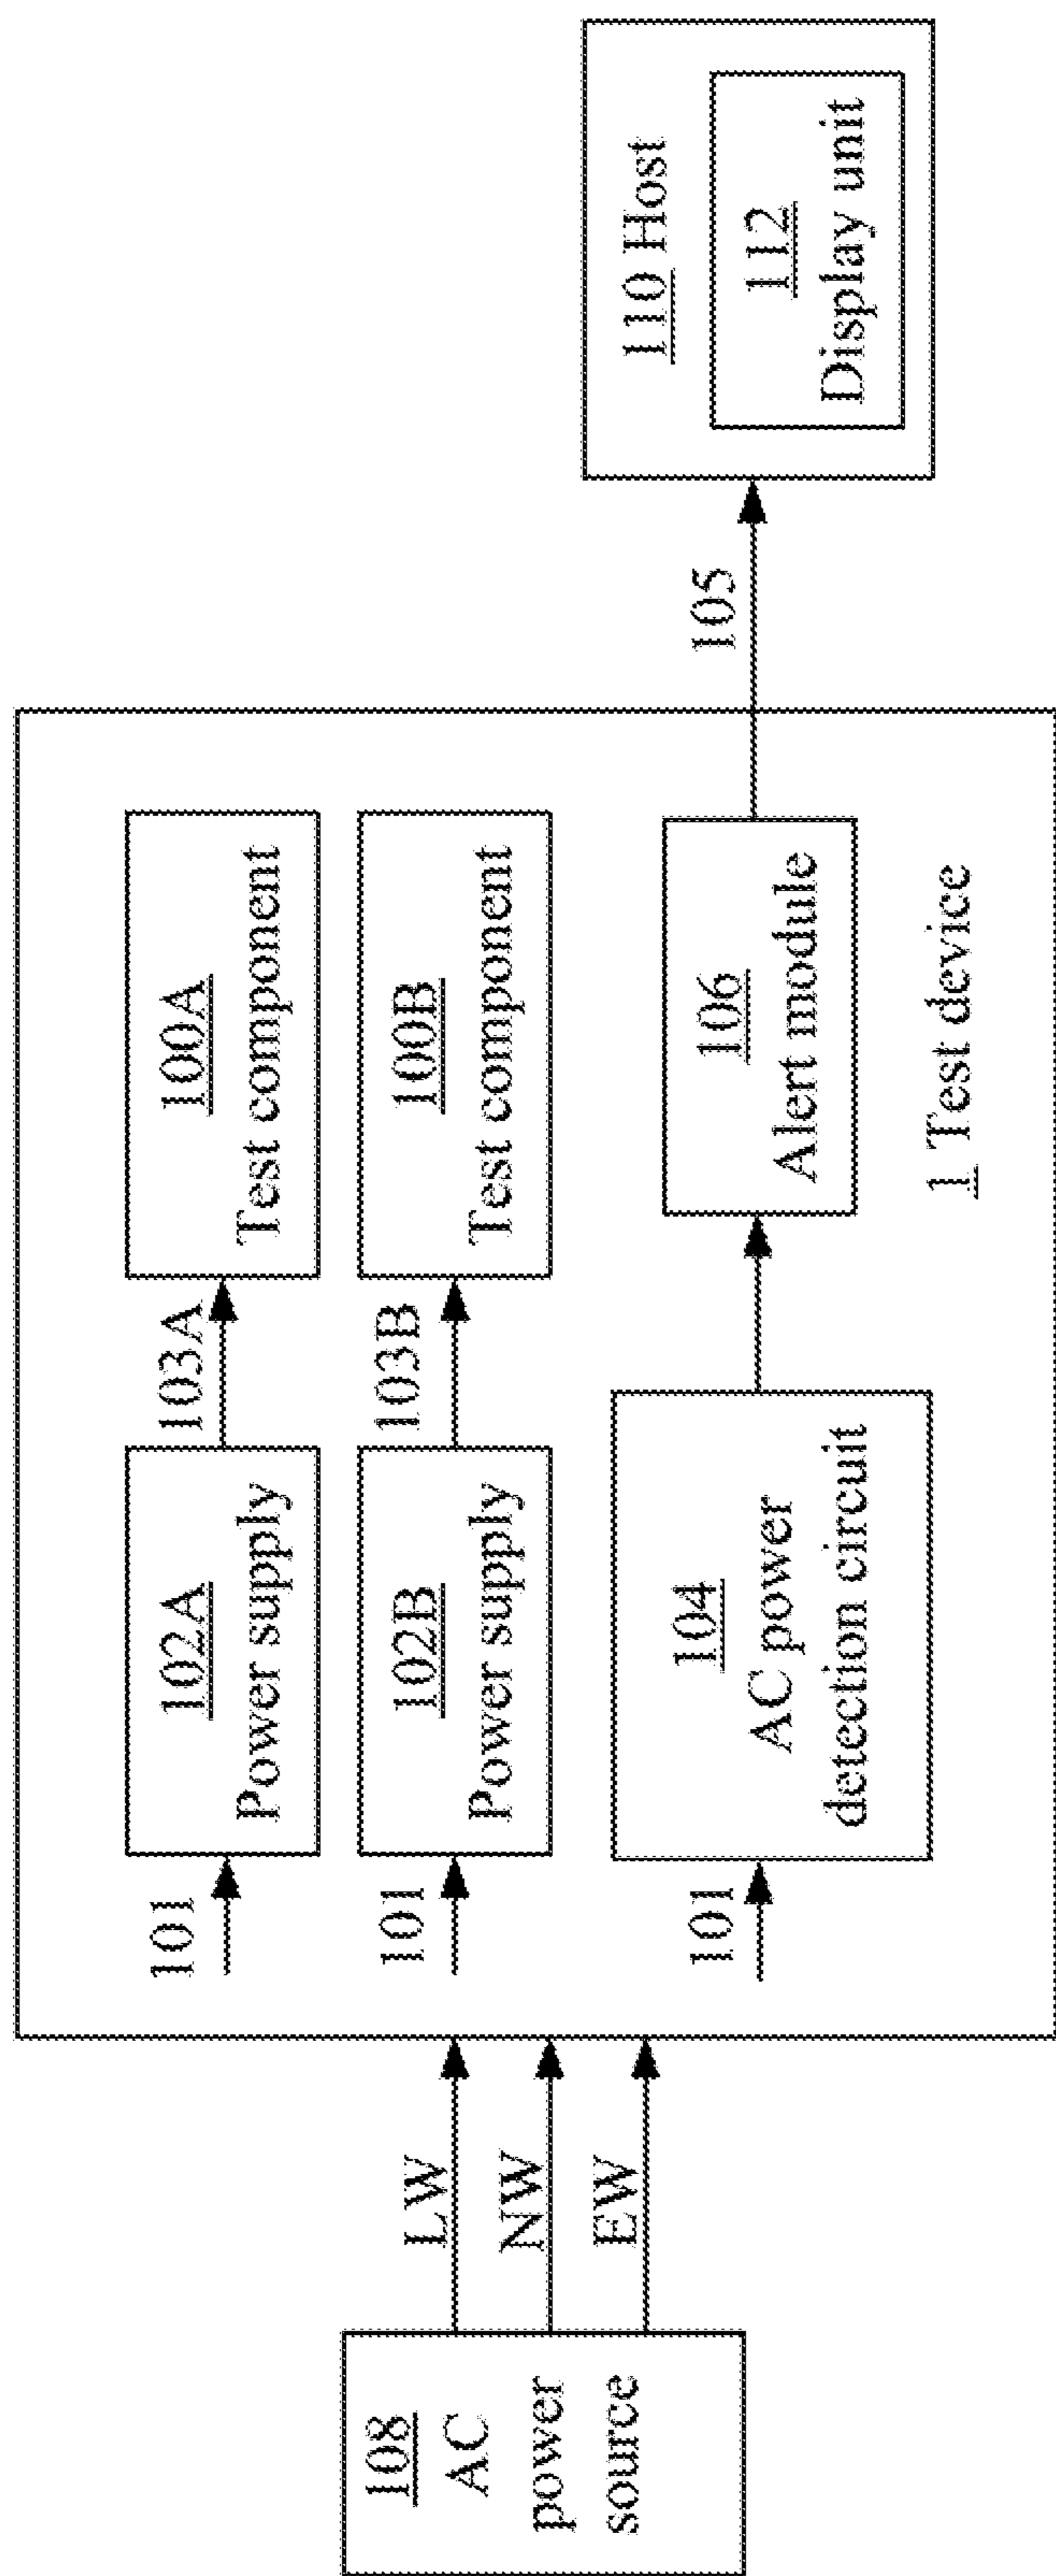 108 AC
power
source
LW
NW
EW
101
102A
Power supply
103A
100A
Test component
101
102B
Power supply
103B
100B
Test component
101
104
AC power
detection circuit
106
Alert module
1 Test device
105
110 Host
112
Display unit